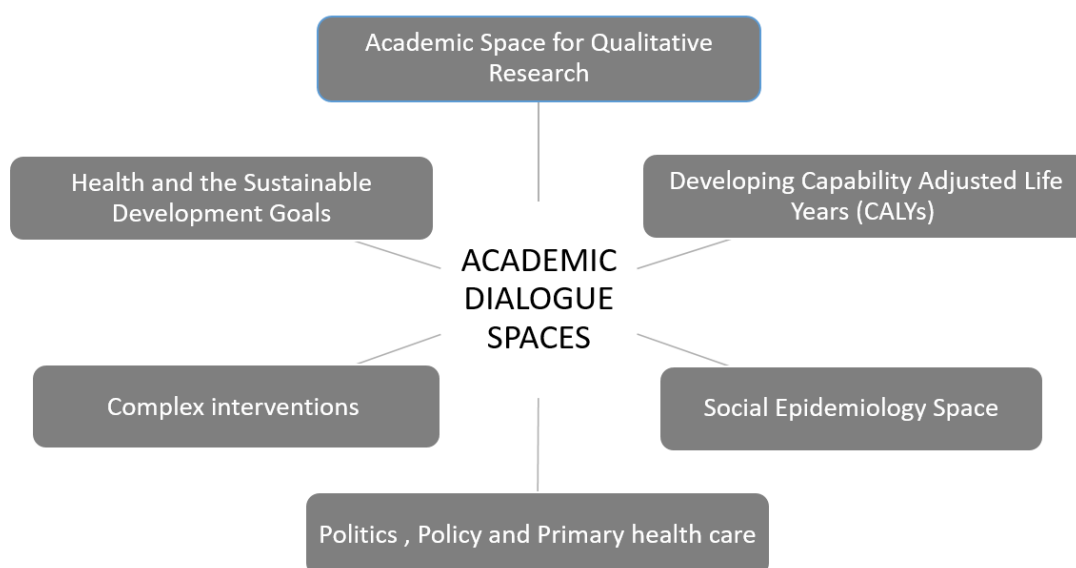 Academic Space for Qualitative
Research
Health and the Sustainable
Development Goals
Developing Capability Adjusted Life
Years (CALYs)
ACADEMIC
DIALOGUE
SPACES
Complex interventions
Social Epidemiology Space
Politics , Policy and Primary health care